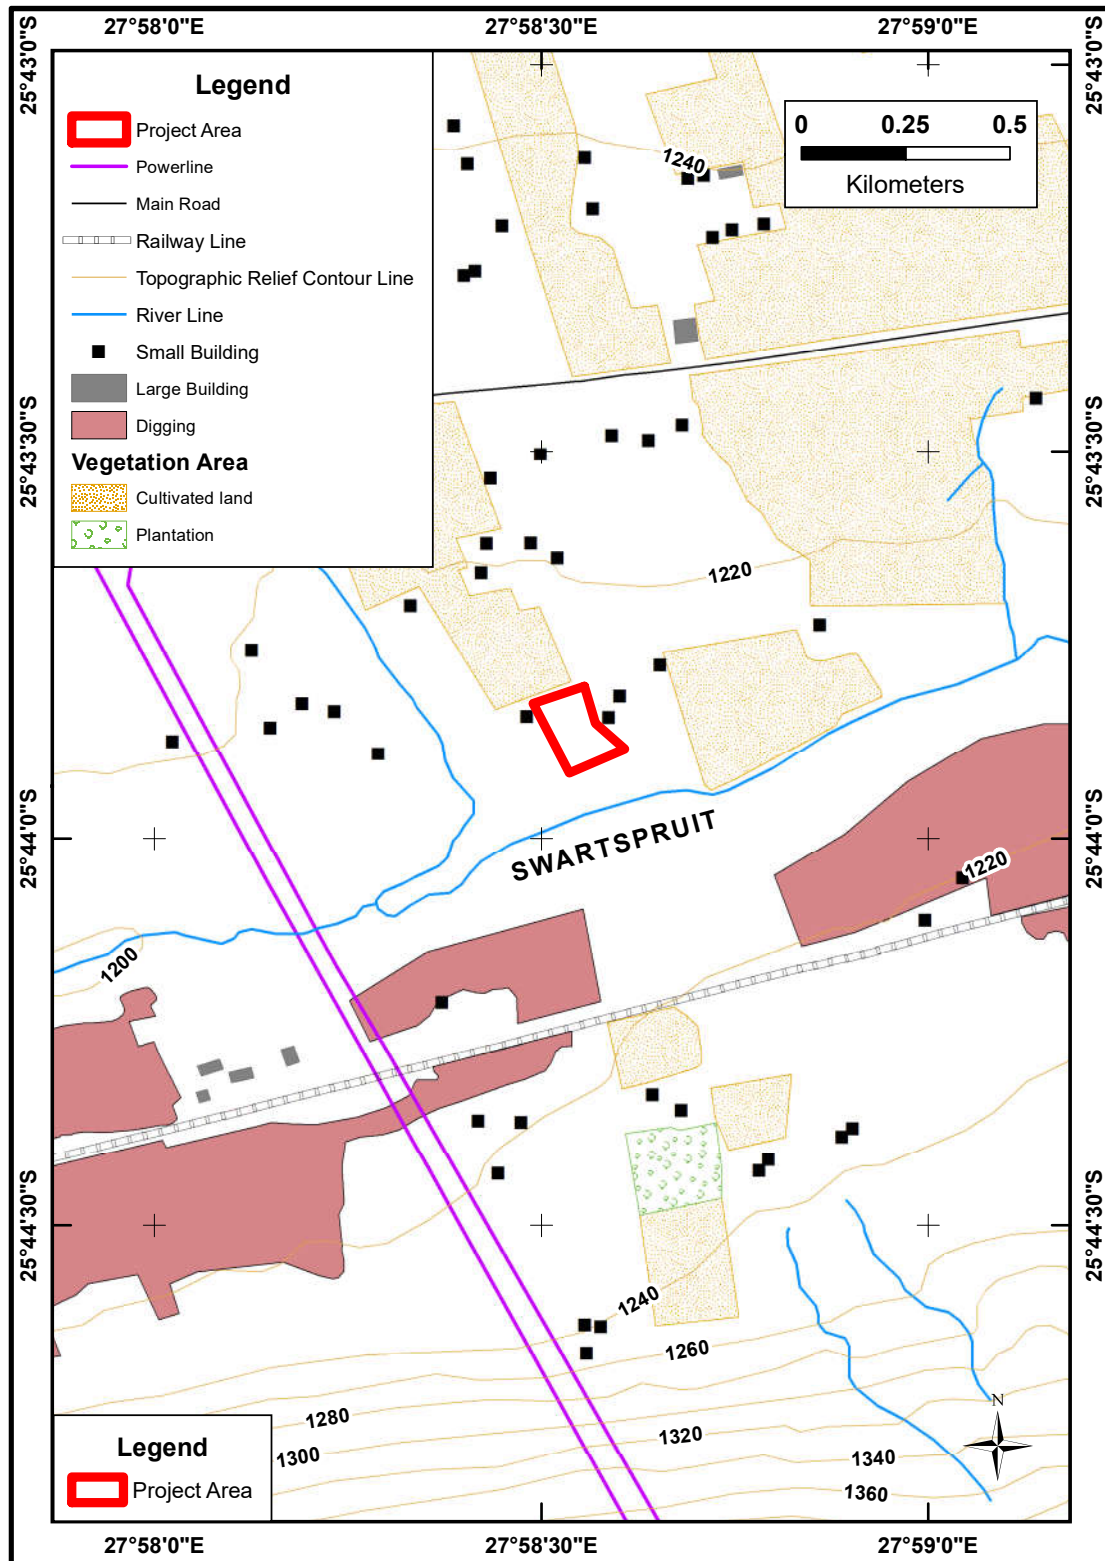 27°58'0"E 27°58'30"E 27°59'0"E
25°43'0"S 25°43'0"S
Legend
Project Area
Powerline
Main Road
Railway Line
Topographic Relief Contour Line
River Line
Small Building
Large Building
Digging
Vegetation Area
Cultivated land
Plantation
0 0.25 0.5
Kilometers
1240
25°43'30"S 25°43'30"S
1220
25°44'0"S 25°44'0"S
SWARTSPRUIT
1220
1200
25°44'30"S 25°44'30"S
1240
1260
1280
1320
1300
1340
1360
N
Legend
Project Area
27°58'0"E 27°58'30"E 27°59'0"E